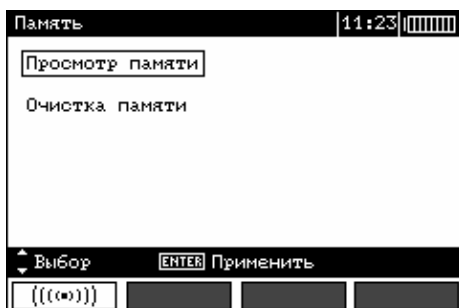 Память 11:23
Просмотр памяти
Очистка памяти
Выбор ENTER Применить